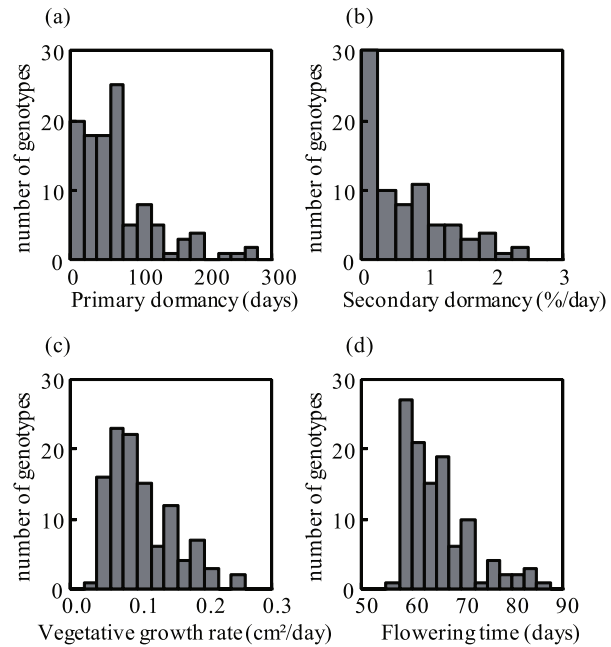 (a) (b)
30 30
20 20
10 10
0 0
number of genotypes number of genotypes
0 100 200 300 0 1 2 3
Primary dormancy (days) Secondary dormancy (%/day)
(c) (d)
30 30
20 20
10 10
0 0
number of genotypes number of genotypes
0.0 0.1 0.2 0.3 50 60 70 80 90
Vegetative growth rate (cm²/day) Flowering time (days)